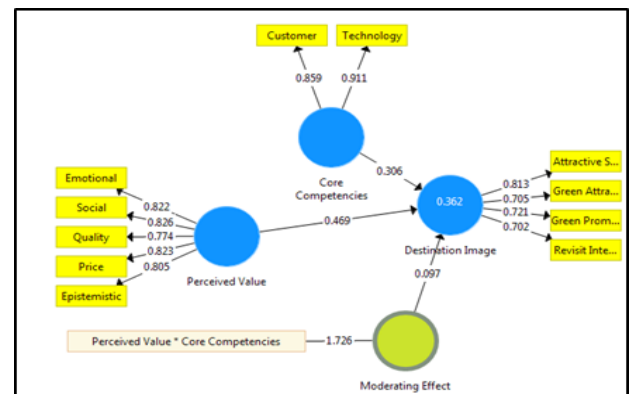 Customer
Technology
0.859
0.911
Core
Competencies
0.306
Emotional
Social
Quality
Price
Epistemistic
0.822
0.826
0.774
0.823
0.805
Perceived Value
0.469
0.362
Destination Image
0.813
0.705
0.721
0.702
Attractive S...
Green Attra...
Green Prom...
Revisit Inte...
0.097
Perceived Value * Core Competencies
1.726
Moderating Effect